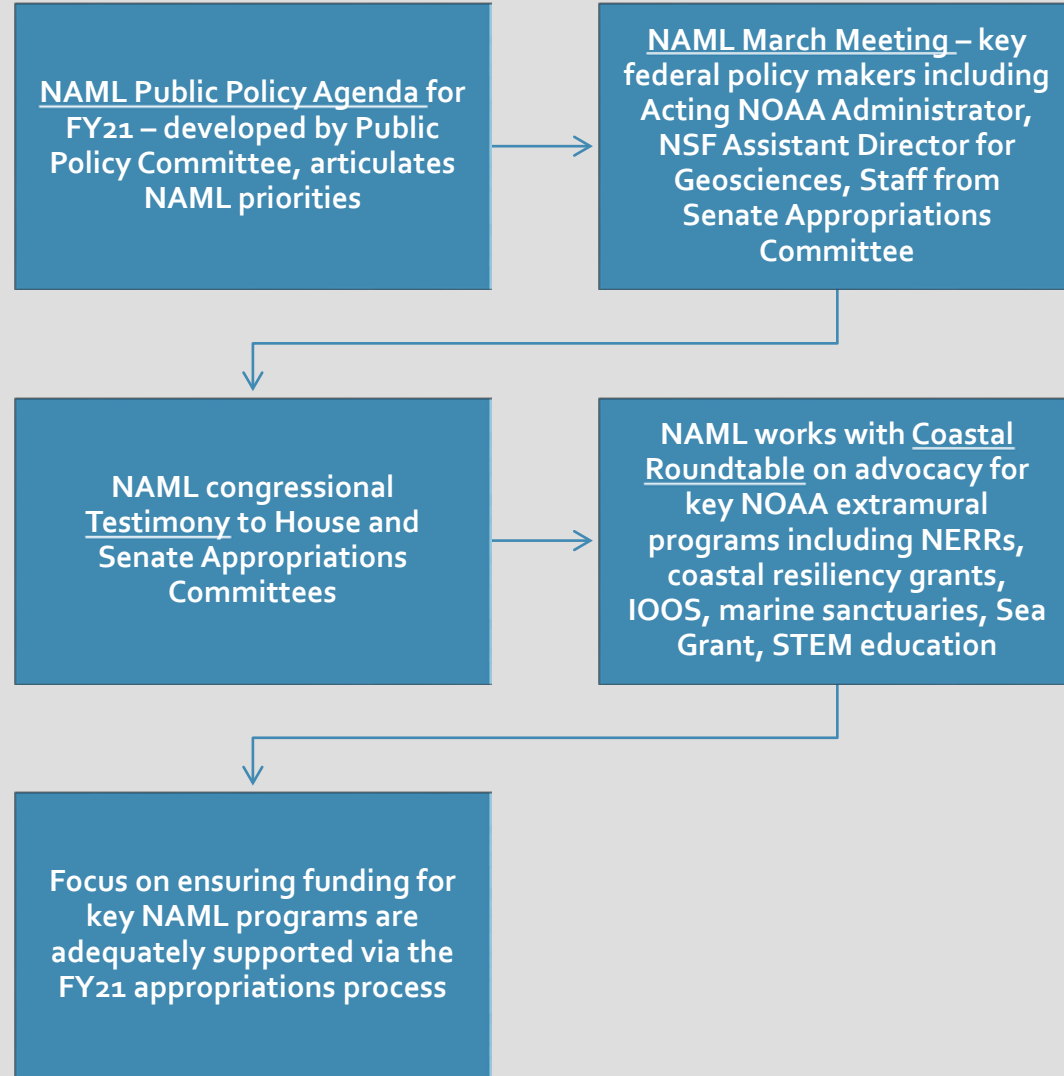 NAML Public Policy Agenda for
FY21 – developed by Public
Policy Committee, articulates
NAML priorities
NAML March Meeting – key
federal policy makers including
Acting NOAA Administrator,
NSF Assistant Director for
Geosciences, Staff from
Senate Appropriations
Committee
NAML congressional
Testimony to House and
Senate Appropriations
Committees
NAML works with Coastal
Roundtable on advocacy for
key NOAA extramural
programs including NERRs,
coastal resiliency grants,
IOOS, marine sanctuaries, Sea
Grant, STEM education
Focus on ensuring funding for
key NAML programs are
adequately supported via the
FY21 appropriations process